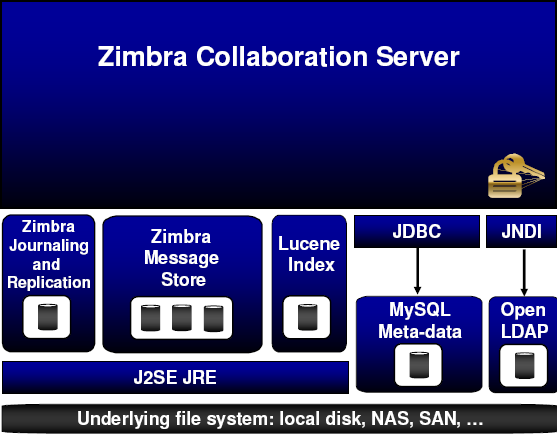 Zimbra Collaboration Server
Zimbra
Journaling
and
Replication
Zimbra
Message
Store
Lucene
Index
JDBC
JNDI
MySQL
Meta-data
Open
LDAP
J2SE JRE
Underlying file system: local disk, NAS, SAN, …